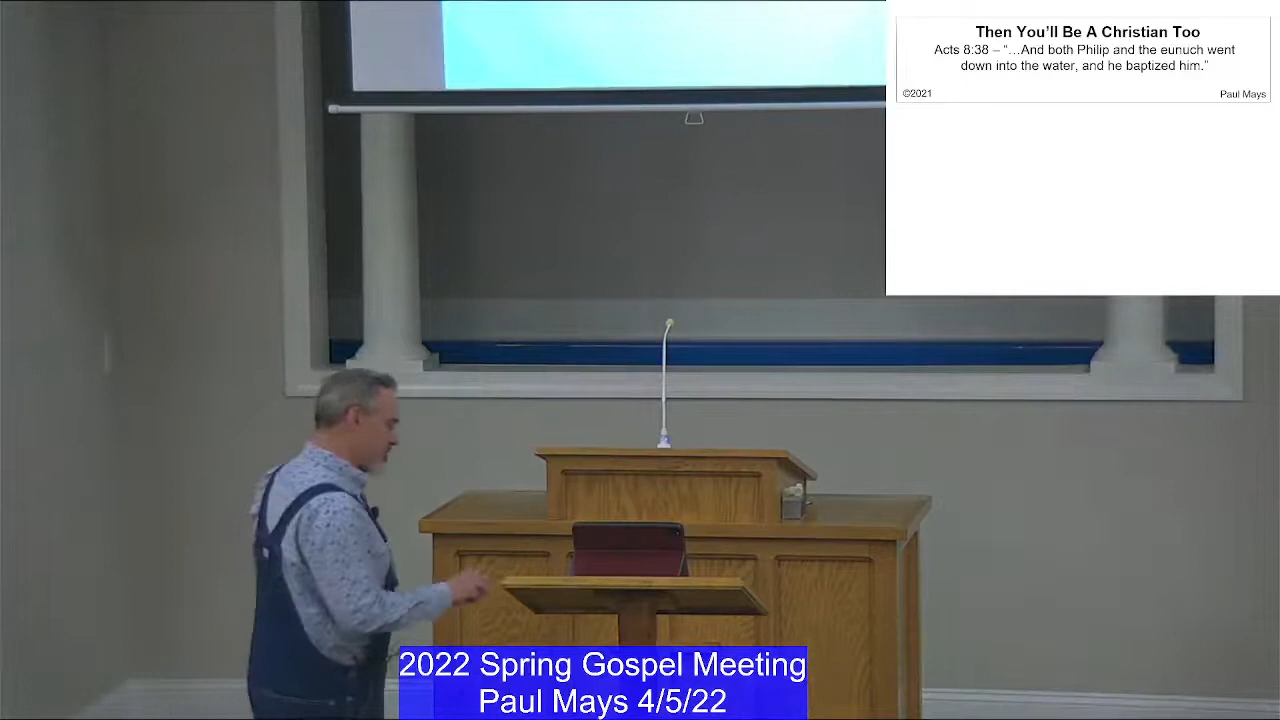 Then You'll Be A Christian Too
Acts 8:38 – "…And both Philip and the eunuch went
down into the water, and he baptized him."
©2021 Paul Mays
2022 Spring Gospel Meeting
Paul Mays 4/5/22